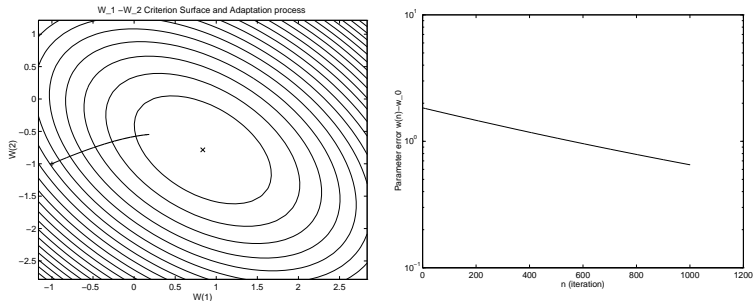 W_1 −W_2 Criterion Surface and Adaptation process
1
0.5
0
−0.5
−1
−1.5
−2
−2.5
W(2)
−1 −0.5 0 0.5 1 1.5 2 2.5
W(1)
10^1
10^0
10^−1
Parameter error w(n)−w_0
0 200 400 600 800 1000 1200
n (iteration)